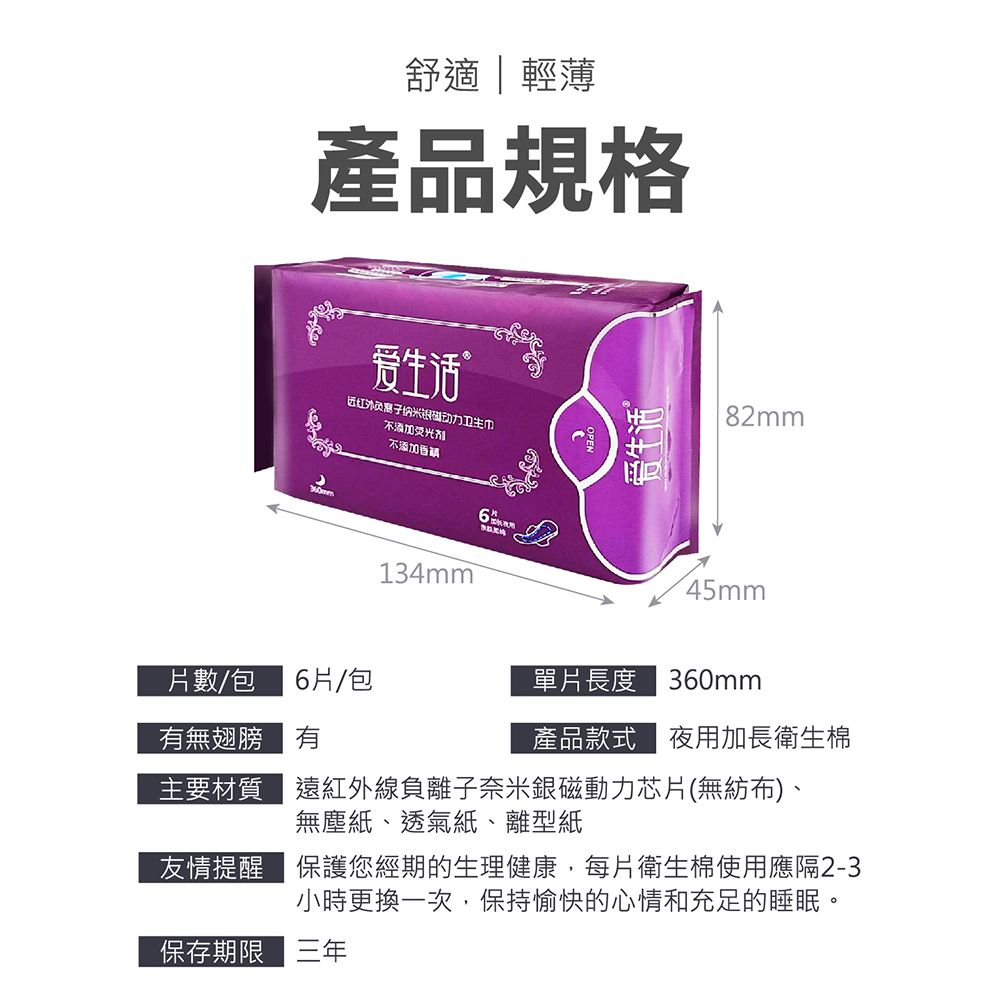 舒適｜輕薄
產品規格
爱生活®
远红外负离子纳米银磁动力卫生巾
不添加荧光剂
不添加香精
360mm
6片
加长夜用
OPEN
爱生活®
82mm
134mm
45mm
片數/包 6片/包
單片長度 360mm
有無翅膀 有
產品款式 夜用加長衛生棉
主要材質 遠紅外線負離子奈米銀磁動力芯片(無紡布)、
無塵紙、透氣紙、離型紙
友情提醒 保護您經期的生理健康，每片衛生棉使用應隔2-3
小時更換一次，保持愉快的心情和充足的睡眠。
保存期限 三年